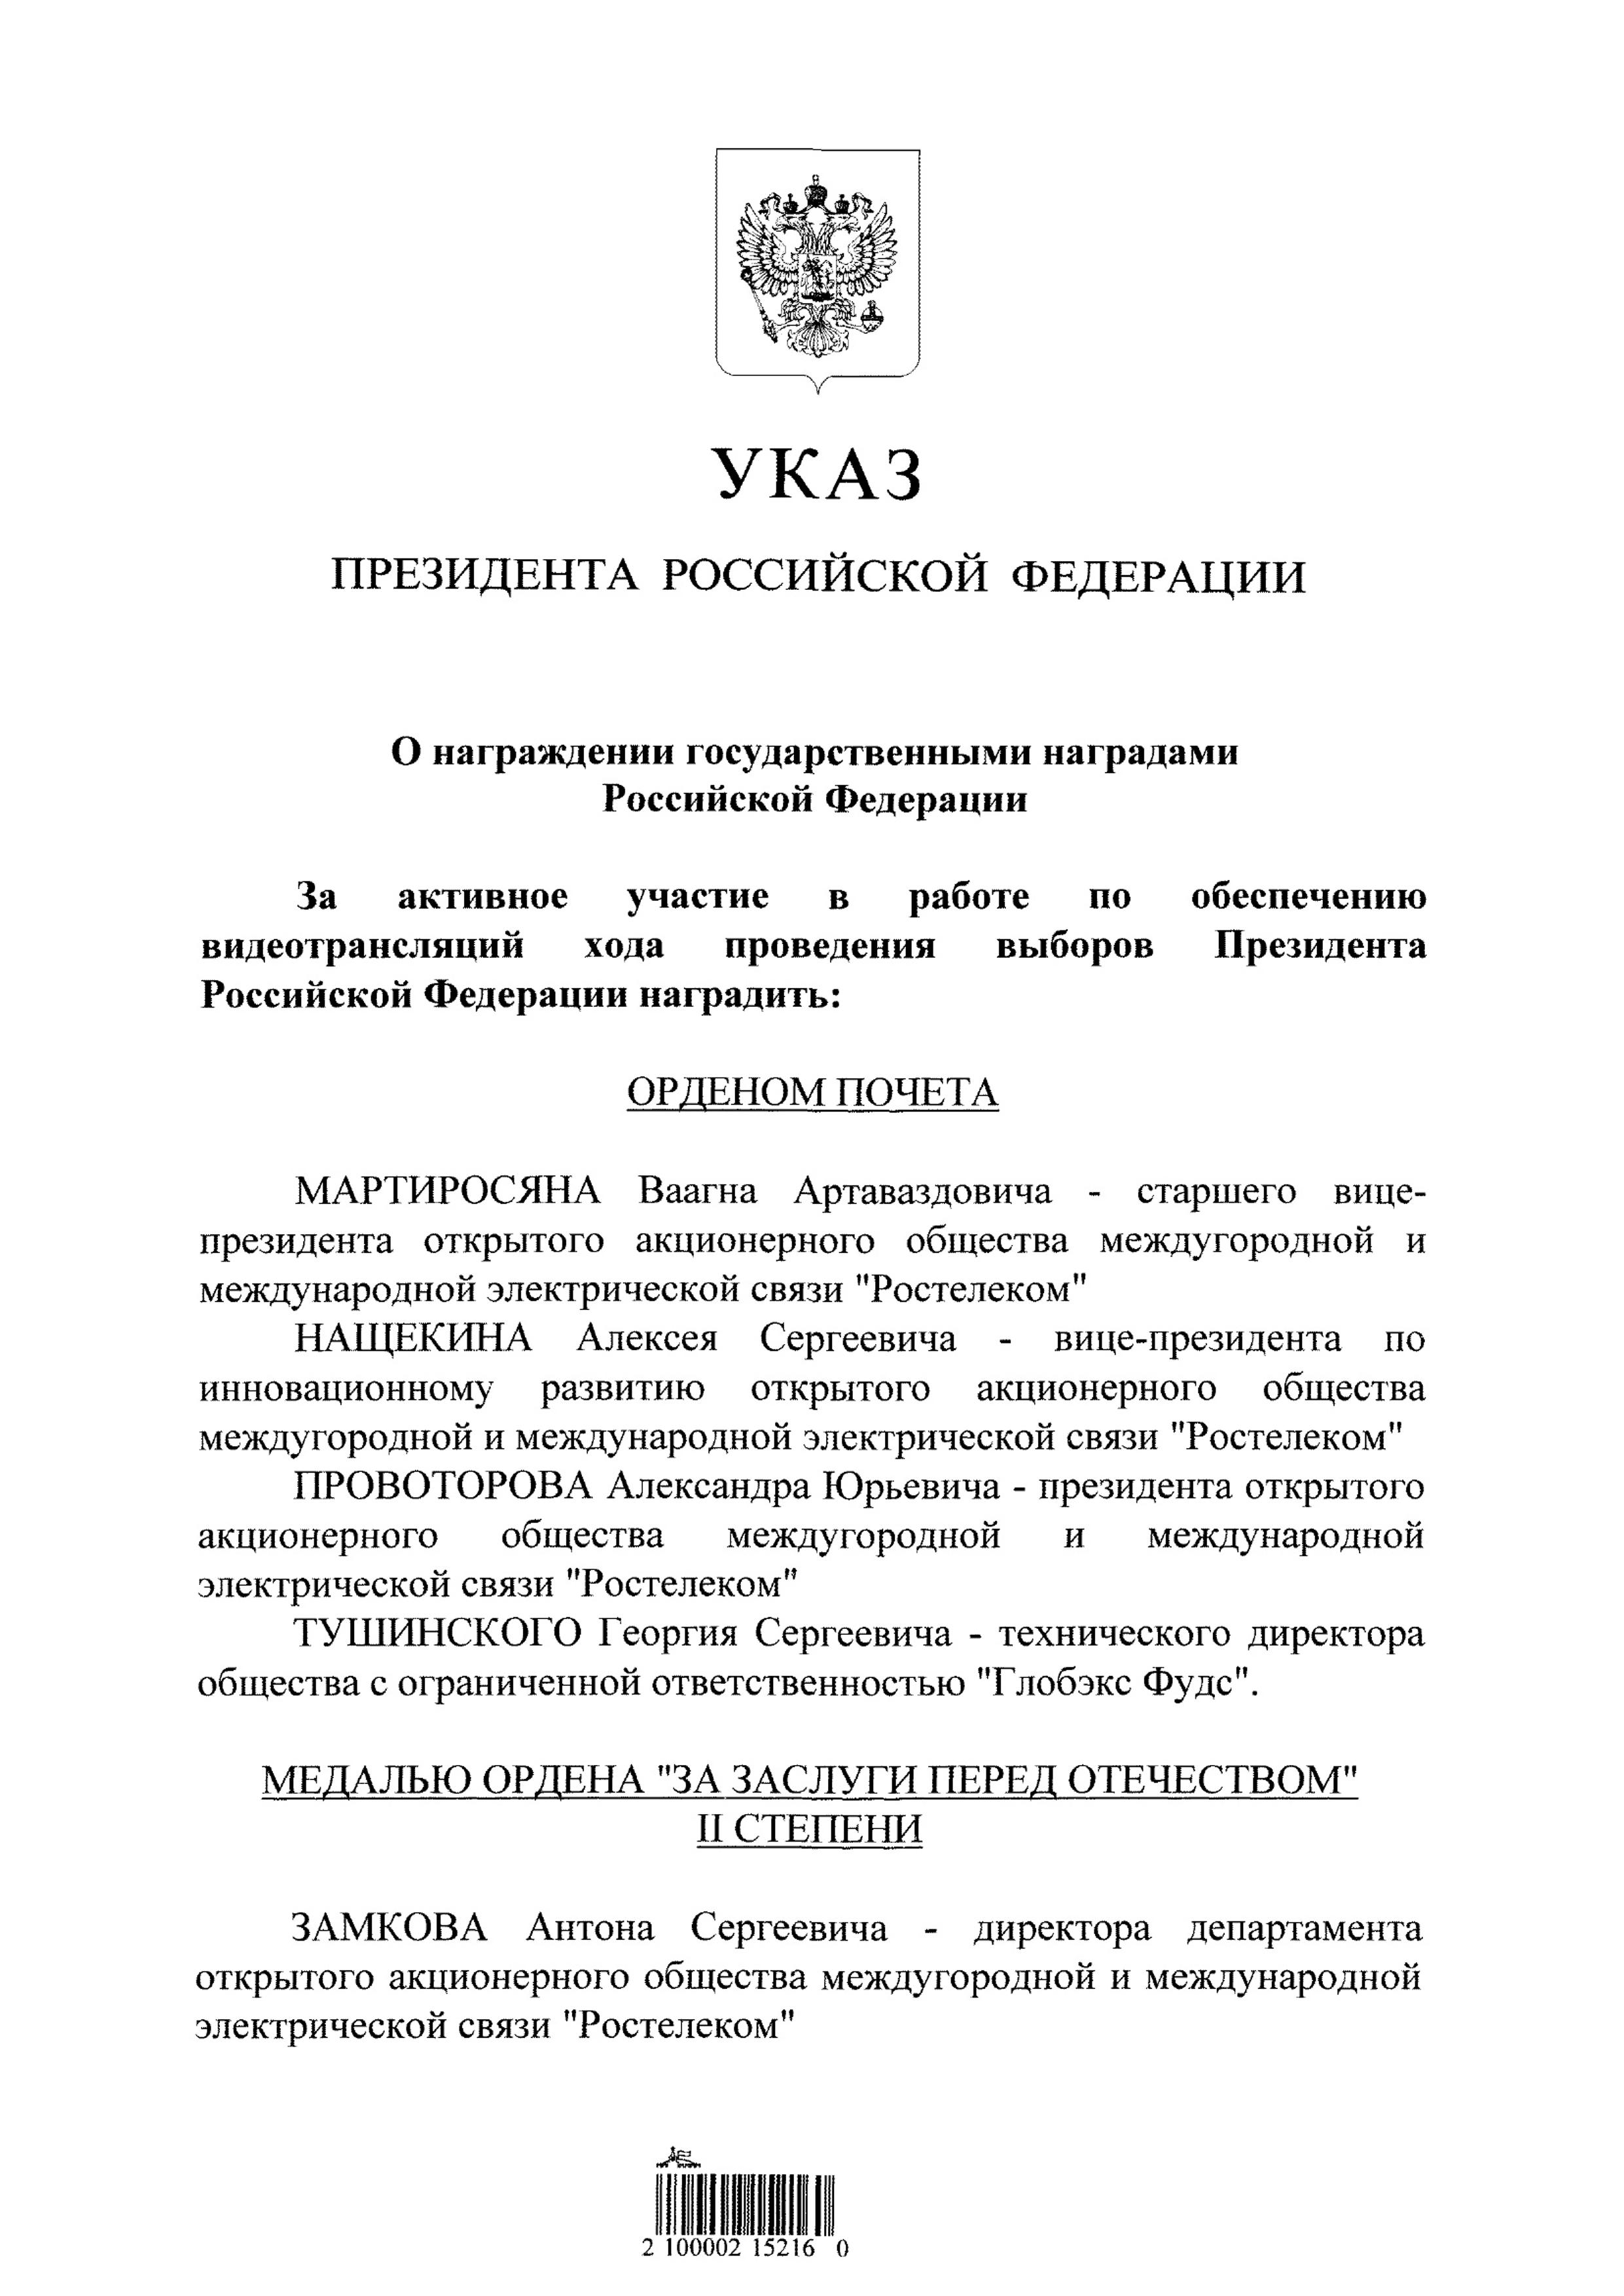 УКАЗ
ПРЕЗИДЕНТА РОССИЙСКОЙ ФЕДЕРАЦИИ
О награждении государственными наградами
Российской Федерации
За активное участие в работе по обеспечению
видеотрансляций хода проведения выборов Президента
Российской Федерации наградить:
ОРДЕНОМ ПОЧЕТА
МАРТИРОСЯНА Ваагна Артаваздовича - старшего вице-
президента открытого акционерного общества междугородной и
международной электрической связи "Ростелеком"
НАЩЕКИНА Алексея Сергеевича - вице-президента по
инновационному развитию открытого акционерного общества
междугородной и международной электрической связи "Ростелеком"
ПРОВОТОРОВА Александра Юрьевича - президента открытого
акционерного общества междугородной и международной
электрической связи "Ростелеком"
ТУШИНСКОГО Георгия Сергеевича - технического директора
общества с ограниченной ответственностью "Глобэкс Фудс".
МЕДАЛЬЮ ОРДЕНА "ЗА ЗАСЛУГИ ПЕРЕД ОТЕЧЕСТВОМ"
II СТЕПЕНИ
ЗАМКОВА Антона Сергеевича - директора департамента
открытого акционерного общества междугородной и международной
электрической связи "Ростелеком"
2 100002 15216 0